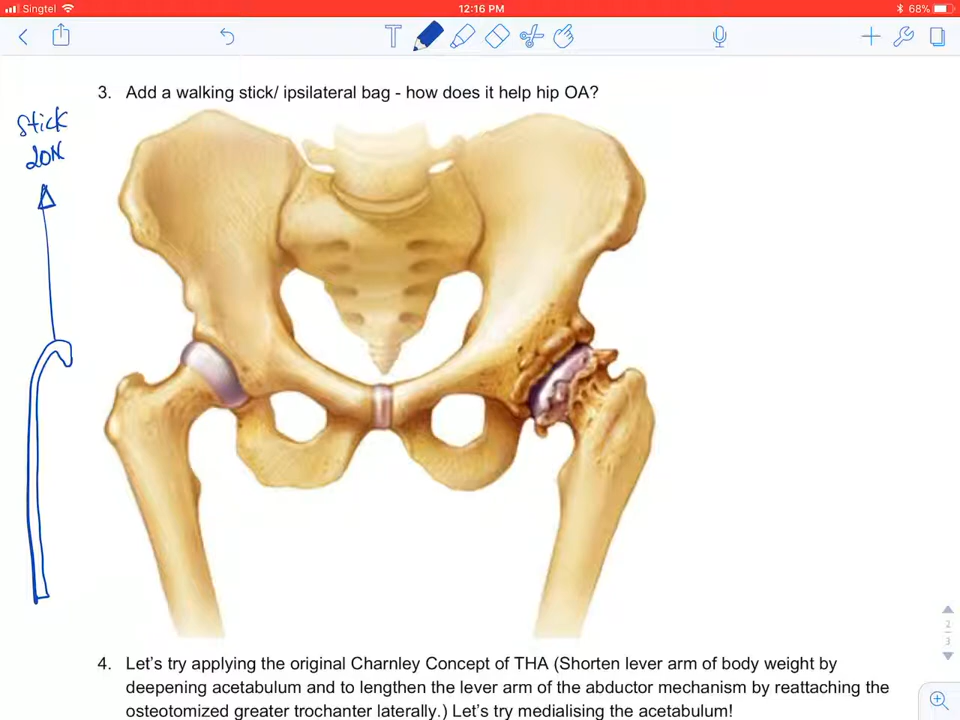 Singtel
12:16 PM
68%
T
3. Add a walking stick/ ipsilateral bag - how does it help hip OA?
Stick
20N
4. Let's try applying the original Charnley Concept of THA (Shorten lever arm of body weight by
deepening acetabulum and to lengthen the lever arm of the abductor mechanism by reattaching the
osteotomized greater trochanter laterally.) Let's try medialising the acetabulum!
2
3